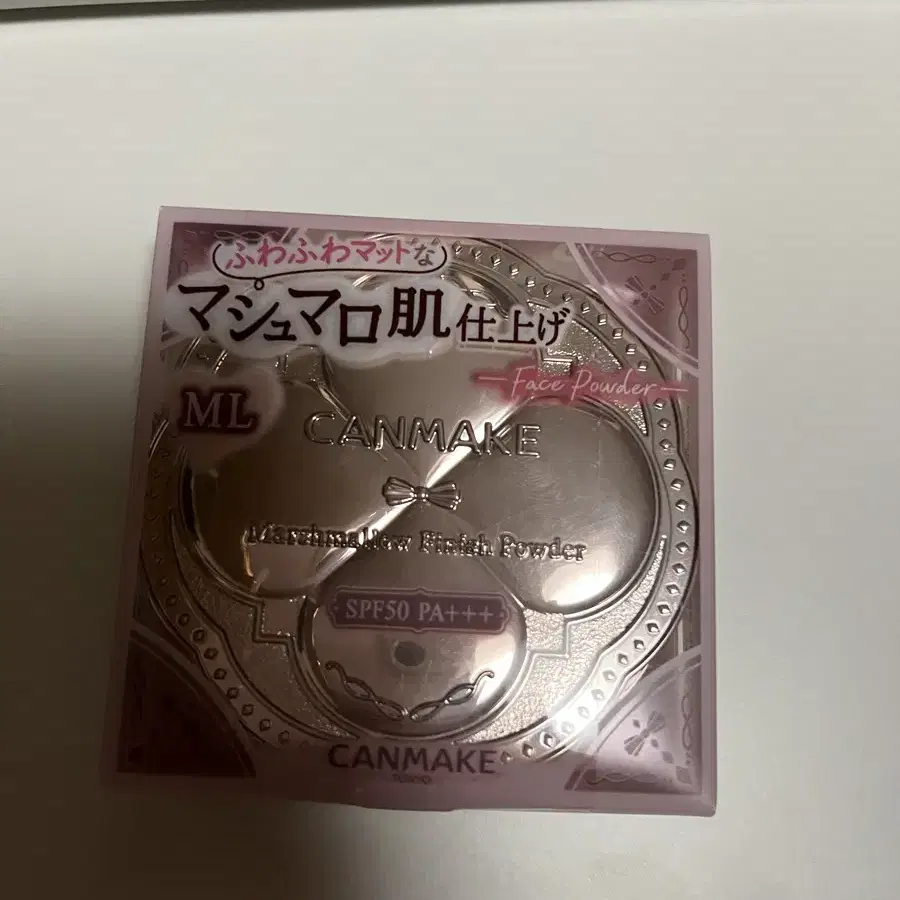 ふわふわマットな
マシュマロ肌仕上げ
Face Powder
ML
CANMAKE
Marshmallow Finish Powder
SPF50 PA+++
CANMAKE
TOKYO